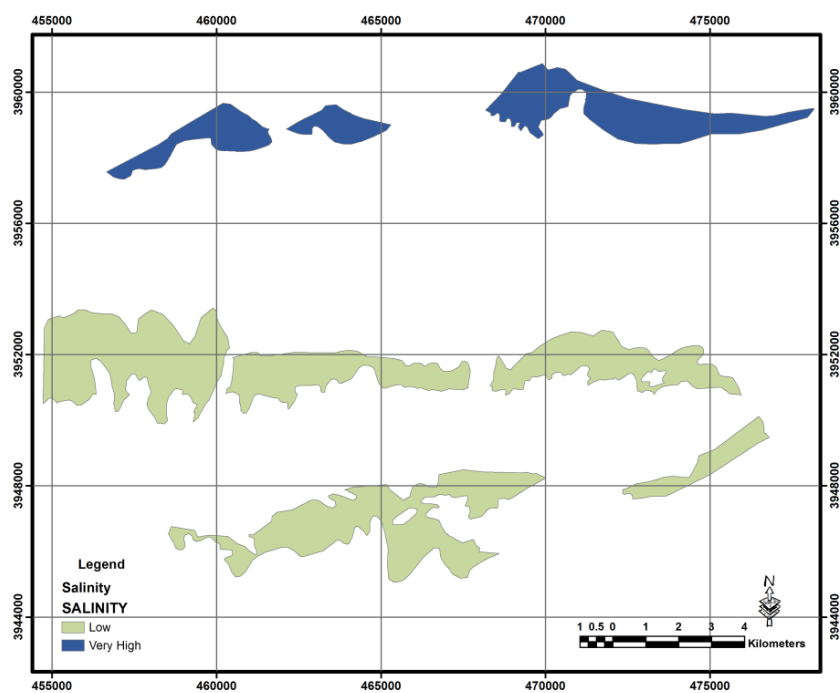 455000 460000 465000 470000 475000
3960000 3960000
3956000 3956000
3952000 3952000
3948000 3948000
3944000 3944000
Legend
Salinity
SALINITY
Low
Very High
N
1 0.5 0 1 2 3 4
Kilometers
455000 460000 465000 470000 475000